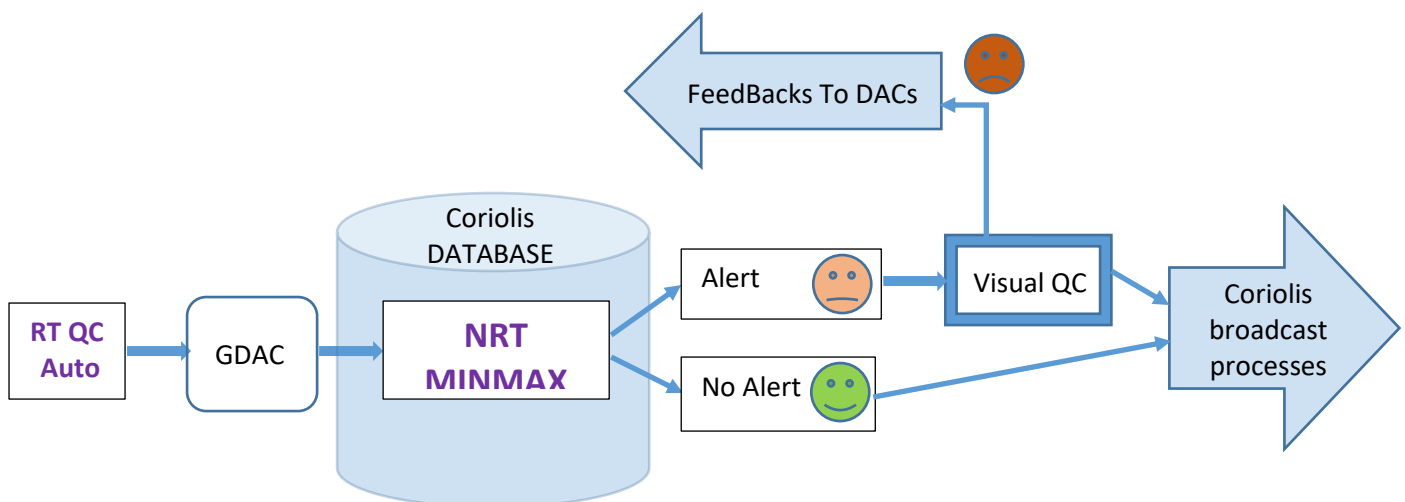 FeedBacks To DACs
Coriolis
DATABASE
RT QC
Auto
GDAC
NRT
MINMAX
Alert
No Alert
Visual QC
Coriolis
broadcast
processes